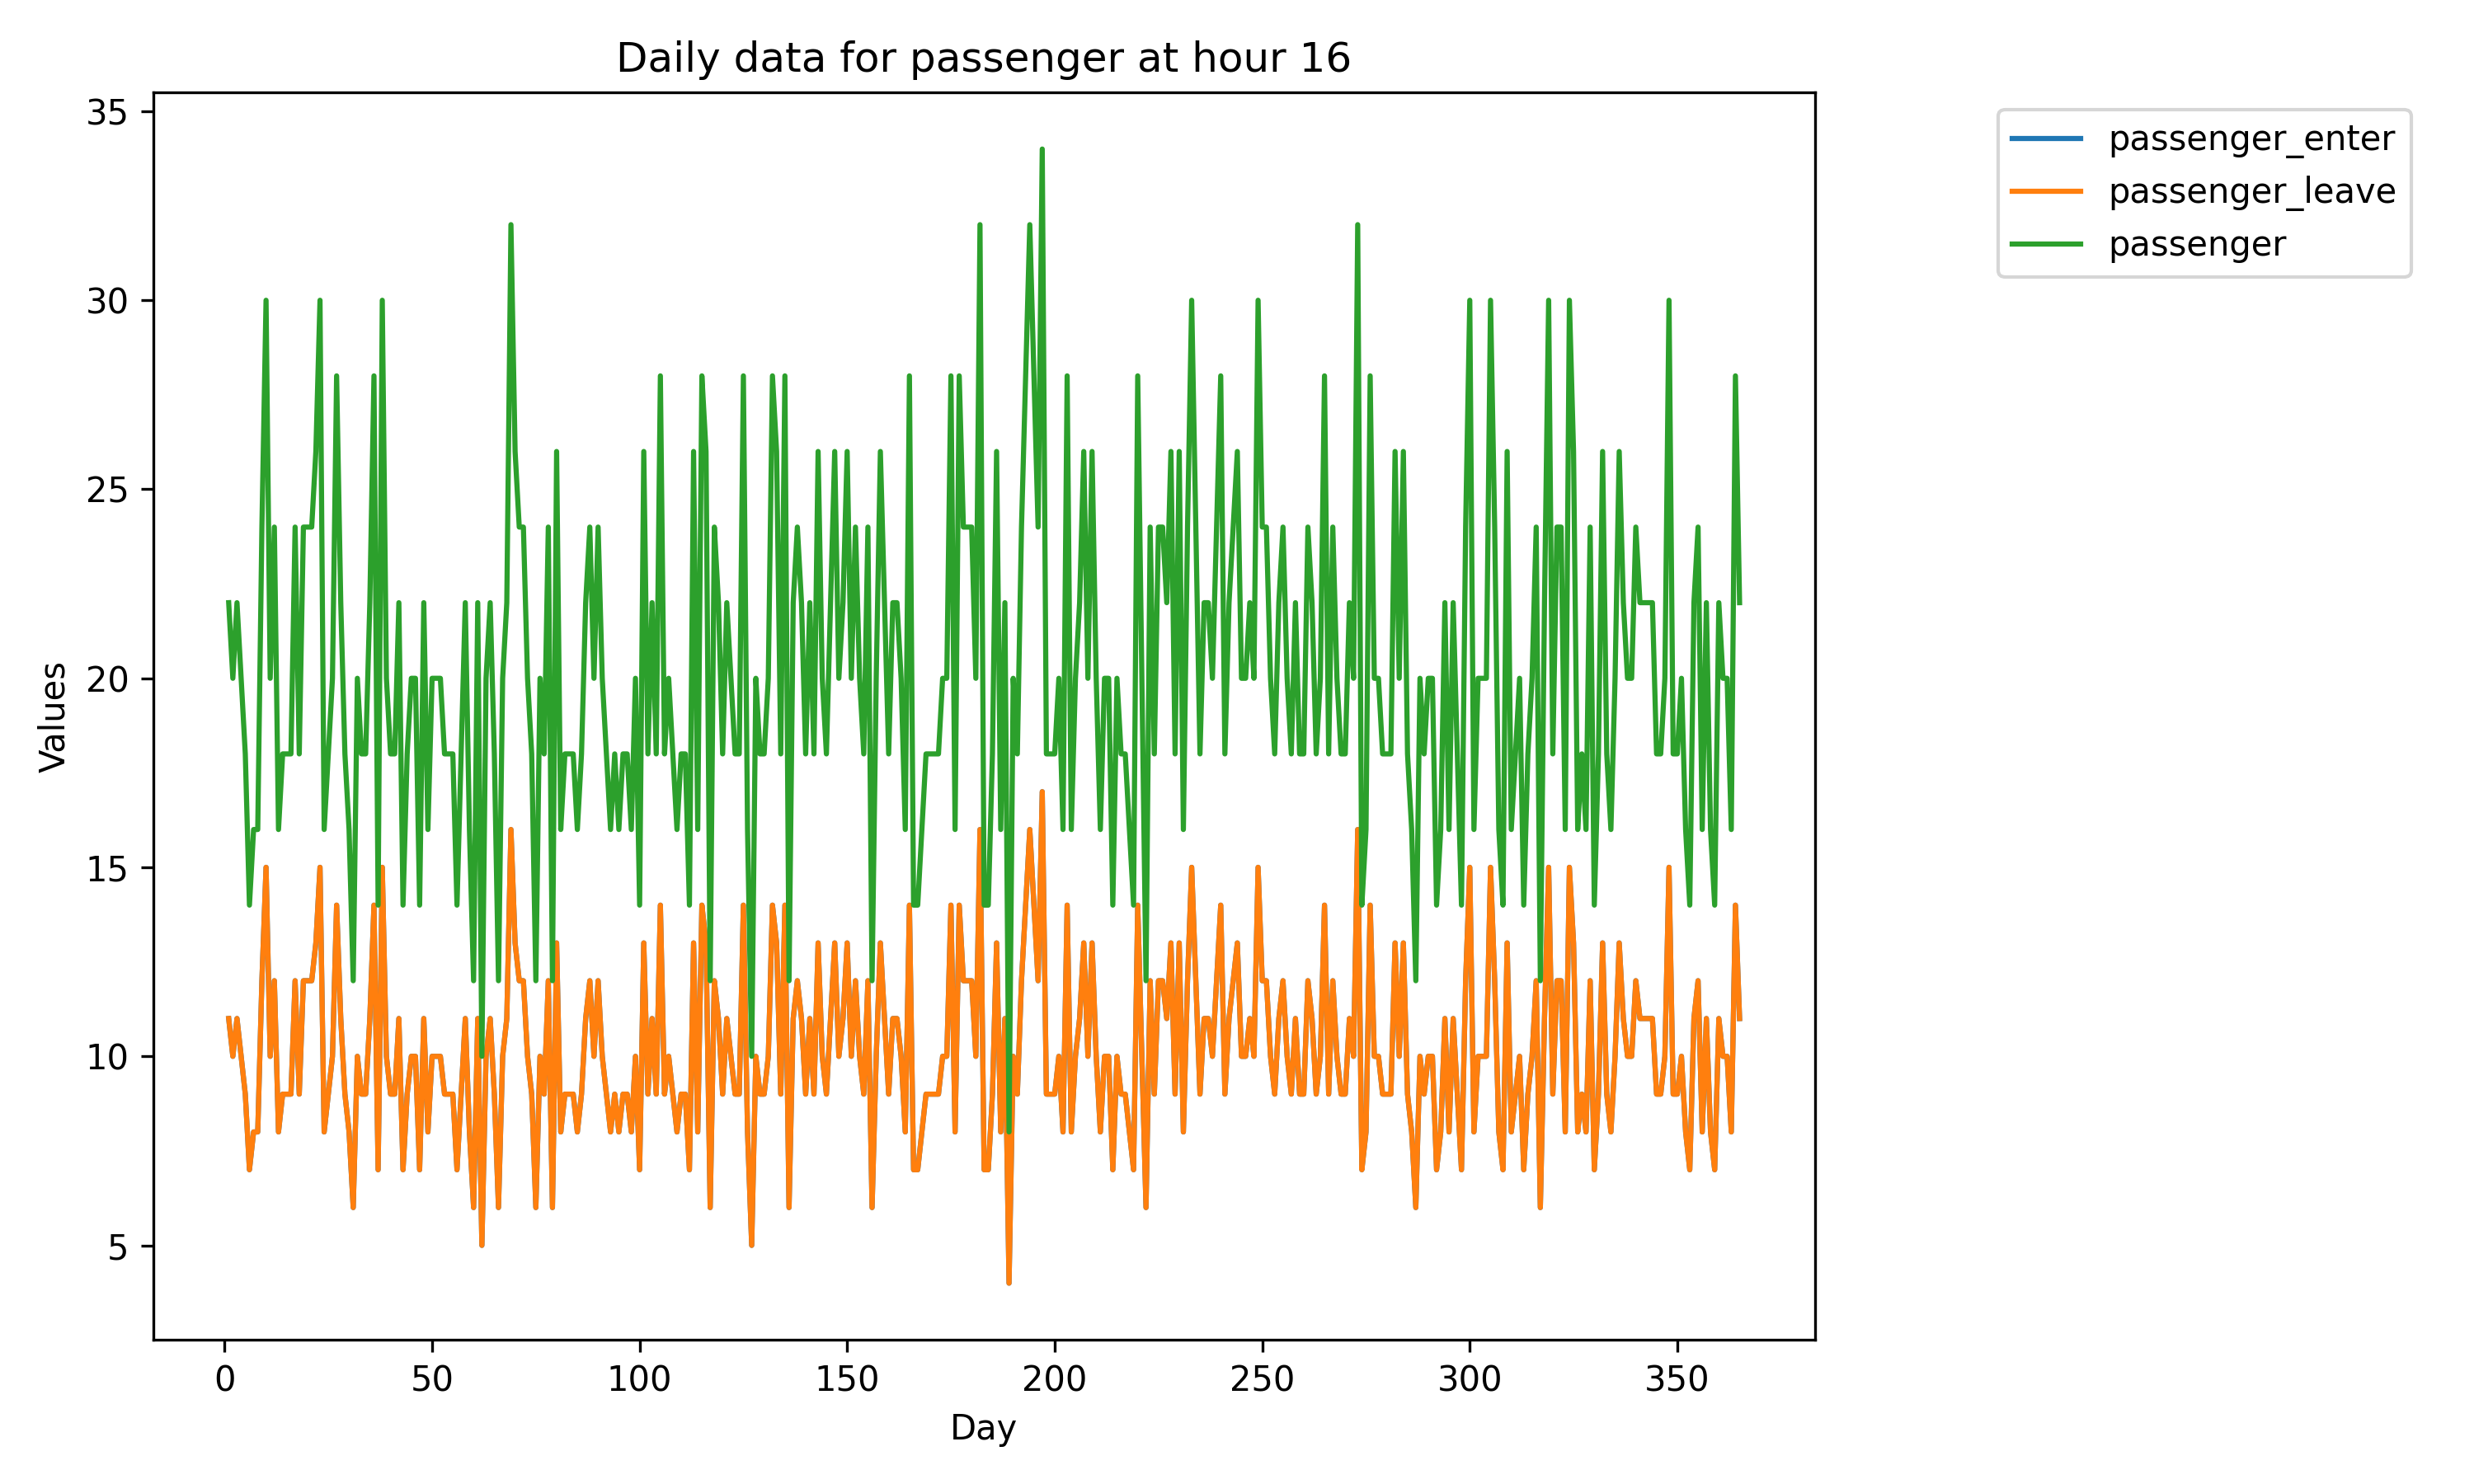 Daily data for passenger at hour 16
35
30
25
20
15
10
5
Values
0 50 100 150 200 250 300 350
Day
passenger_enter
passenger_leave
passenger